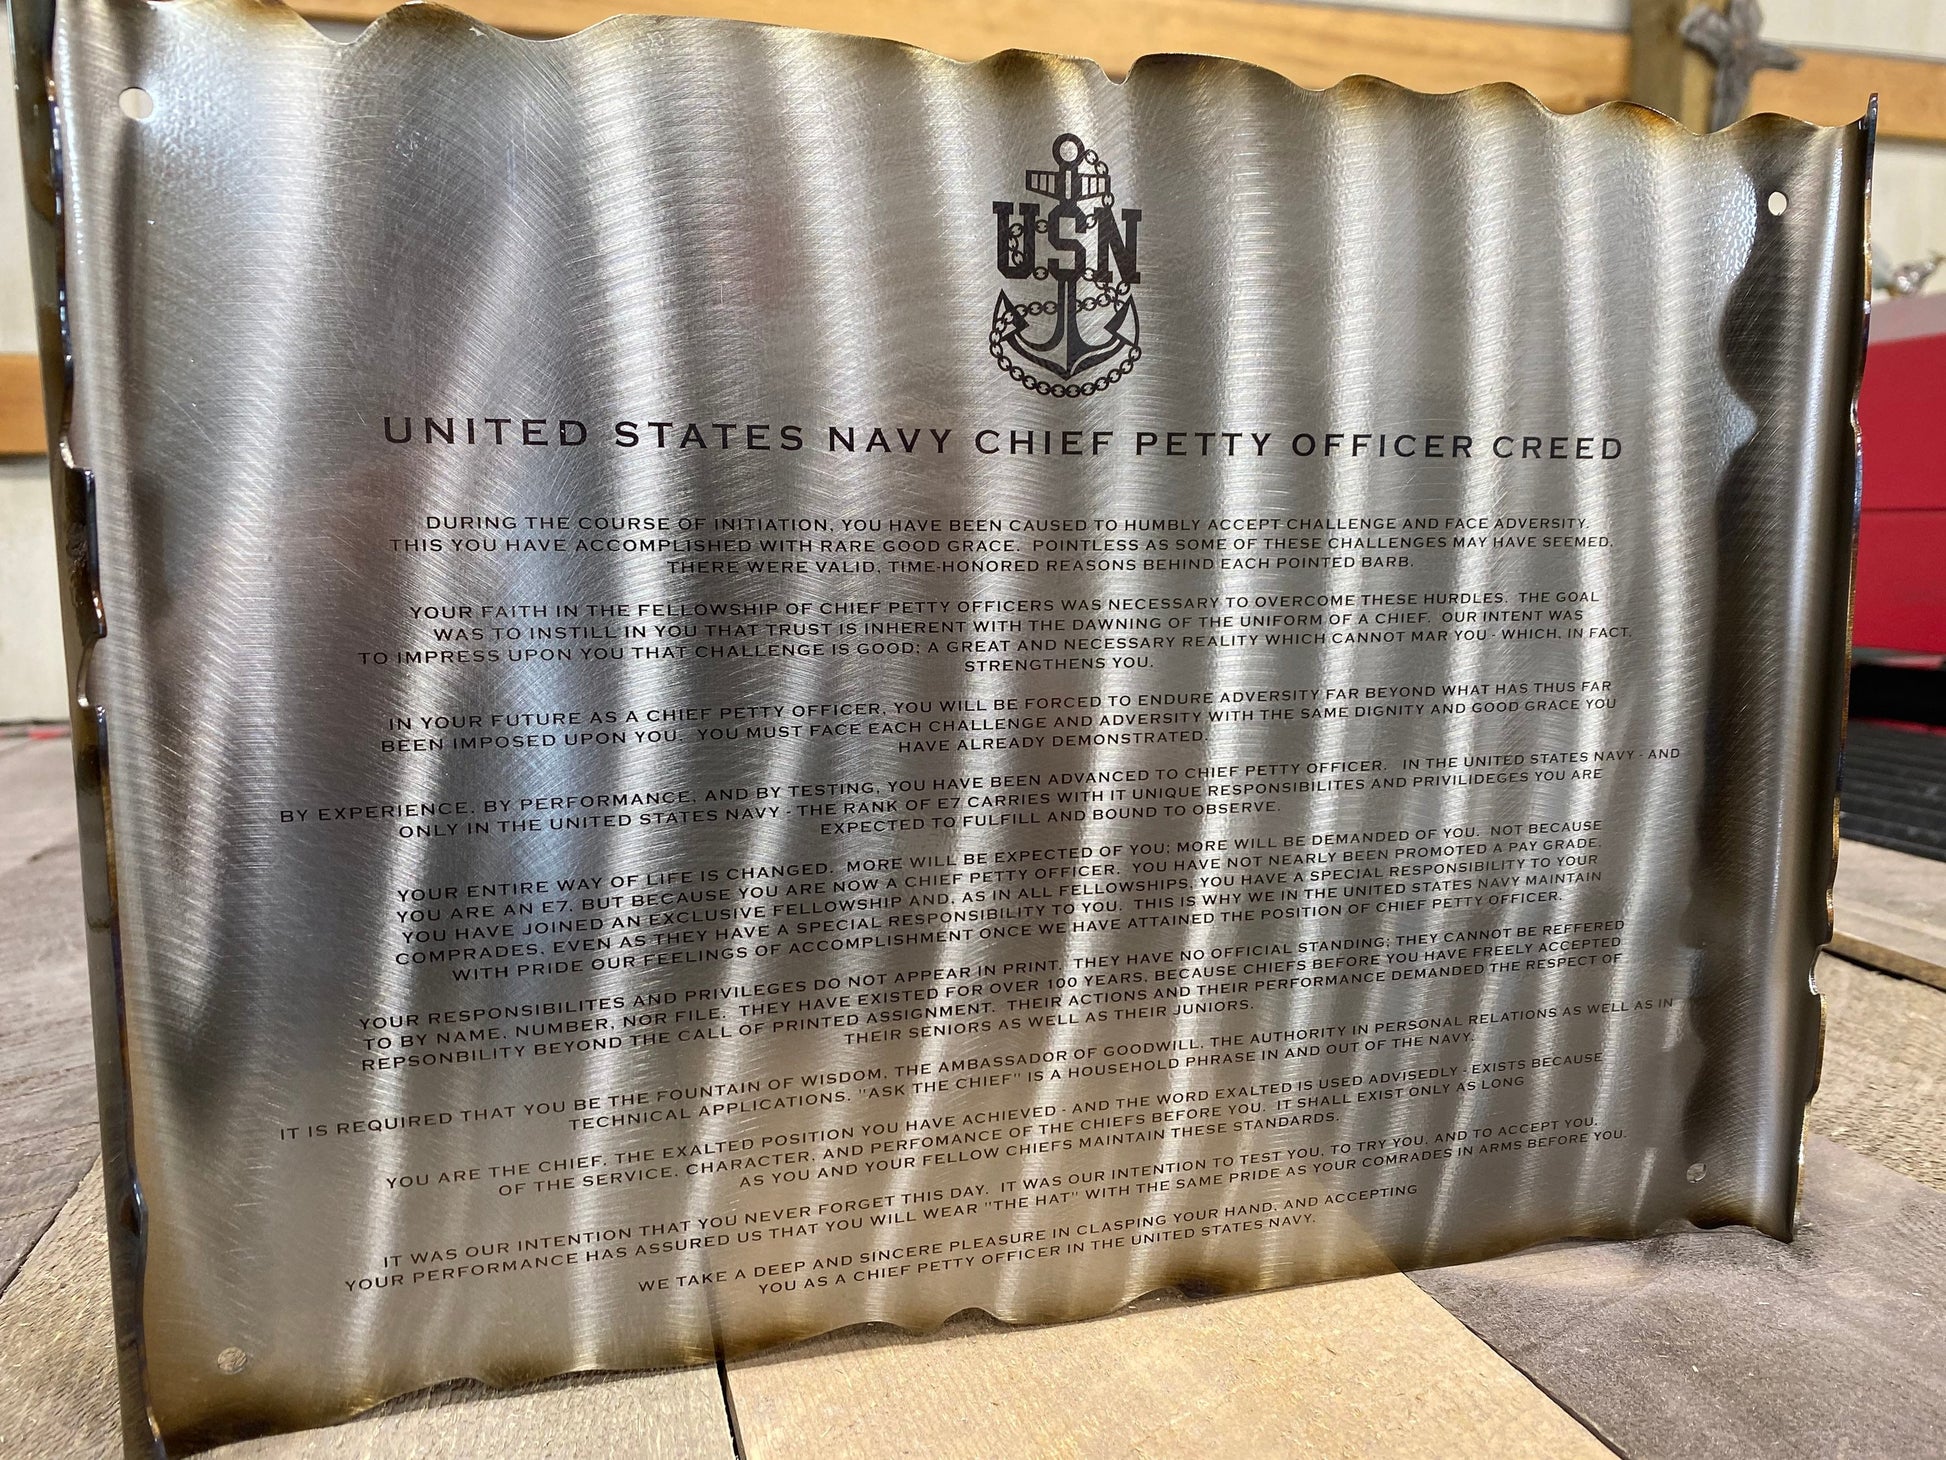 USN
UNITED STATES NAVY CHIEF PETTY OFFICER CREED
DURING THE COURSE OF INITIATION, YOU HAVE BEEN CAUSED TO HUMBLY ACCEPT CHALLENGE AND FACE ADVERSITY.
THIS YOU HAVE ACCOMPLISHED WITH RARE GOOD GRACE. POINTLESS AS SOME OF THESE CHALLENGES MAY HAVE SEEMED,
THERE WERE VALID, TIME-HONORED REASONS BEHIND EACH POINTED BARB.
YOUR FAITH IN THE FELLOWSHIP OF CHIEF PETTY OFFICERS WAS NECESSARY TO OVERCOME THESE HURDLES. THE GOAL
WAS TO INSTILL IN YOU THAT TRUST IS INHERENT WITH THE DAWNING OF THE UNIFORM OF A CHIEF. OUR INTENT WAS
TO IMPRESS UPON YOU THAT CHALLENGE IS GOOD; A GREAT AND NECESSARY REALITY WHICH CANNOT MAR YOU - WHICH, IN FACT,
STRENGTHENS YOU.
IN YOUR FUTURE AS A CHIEF PETTY OFFICER, YOU WILL BE FORCED TO ENDURE ADVERSITY FAR BEYOND WHAT HAS THUS FAR
BEEN IMPOSED UPON YOU. YOU MUST FACE EACH CHALLENGE AND ADVERSITY WITH THE SAME DIGNITY AND GOOD GRACE YOU
HAVE ALREADY DEMONSTRATED.
BY EXPERIENCE, BY PERFORMANCE, AND BY TESTING, YOU HAVE BEEN ADVANCED TO CHIEF PETTY OFFICER. IN THE UNITED STATES NAVY - AND
ONLY IN THE UNITED STATES NAVY - THE RANK OF E7 CARRIES WITH IT UNIQUE RESPONSIBILITES AND PRIVILIDEGES YOU ARE
EXPECTED TO FULFILL AND BOUND TO OBSERVE.
YOUR ENTIRE WAY OF LIFE IS CHANGED. MORE WILL BE EXPECTED OF YOU; MORE WILL BE DEMANDED OF YOU. NOT BECAUSE
YOU ARE AN E7, BUT BECAUSE YOU ARE NOW A CHIEF PETTY OFFICER. YOU HAVE NOT NEARLY BEEN PROMOTED A PAY GRADE,
YOU HAVE JOINED AN EXCLUSIVE FELLOWSHIP AND, AS IN ALL FELLOWSHIPS, YOU HAVE A SPECIAL RESPONSIBILITY TO YOUR
COMPRADES, EVEN AS THEY HAVE A SPECIAL RESPONSIBILITY TO YOU. THIS IS WHY WE IN THE UNITED STATES NAVY MAINTAIN
WITH PRIDE OUR FEELINGS OF ACCOMPLISHMENT ONCE WE HAVE ATTAINED THE POSITION OF CHIEF PETTY OFFICER.
YOUR RESPONSIBILITES AND PRIVILEGES DO NOT APPEAR IN PRINT. THEY HAVE NO OFFICIAL STANDING; THEY CANNOT BE REFFERED
TO BY NAME, NUMBER, NOR FILE. THEY HAVE EXISTED FOR OVER 100 YEARS, BECAUSE CHIEFS BEFORE YOU HAVE FREELY ACCEPTED
REPSONBILITY BEYOND THE CALL OF PRINTED ASSIGNMENT. THEIR ACTIONS AND THEIR PERFORMANCE DEMANDED THE RESPECT OF
THEIR SENIORS AS WELL AS THEIR JUNIORS.
IT IS REQUIRED THAT YOU BE THE FOUNTAIN OF WISDOM, THE AMBASSADOR OF GOODWILL, THE AUTHORITY IN PERSONAL RELATIONS AS WELL AS IN
TECHNICAL APPLICATIONS. "ASK THE CHIEF" IS A HOUSEHOLD PHRASE IN AND OUT OF THE NAVY.
YOU ARE THE CHIEF. THE EXALTED POSITION YOU HAVE ACHIEVED - AND THE WORD EXALTED IS USED ADVISEDLY - EXISTS BECAUSE
OF THE SERVICE, CHARACTER, AND PERFOMANCE OF THE CHIEFS BEFORE YOU. IT SHALL EXIST ONLY AS LONG
AS YOU AND YOUR FELLOW CHIEFS MAINTAIN THESE STANDARDS.
IT WAS OUR INTENTION THAT YOU NEVER FORGET THIS DAY. IT WAS OUR INTENTION TO TEST YOU, TO TRY YOU, AND TO ACCEPT YOU.
YOUR PERFORMANCE HAS ASSURED US THAT YOU WILL WEAR "THE HAT" WITH THE SAME PRIDE AS YOUR COMRADES IN ARMS BEFORE YOU.
WE TAKE A DEEP AND SINCERE PLEASURE IN CLASPING YOUR HAND, AND ACCEPTING
YOU AS A CHIEF PETTY OFFICER IN THE UNITED STATES NAVY.